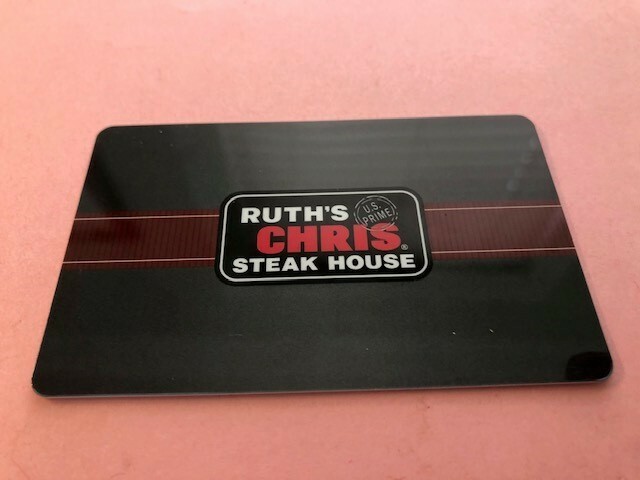 RUTH'S
U.S.
PRIME
CHRIS®
STEAK HOUSE